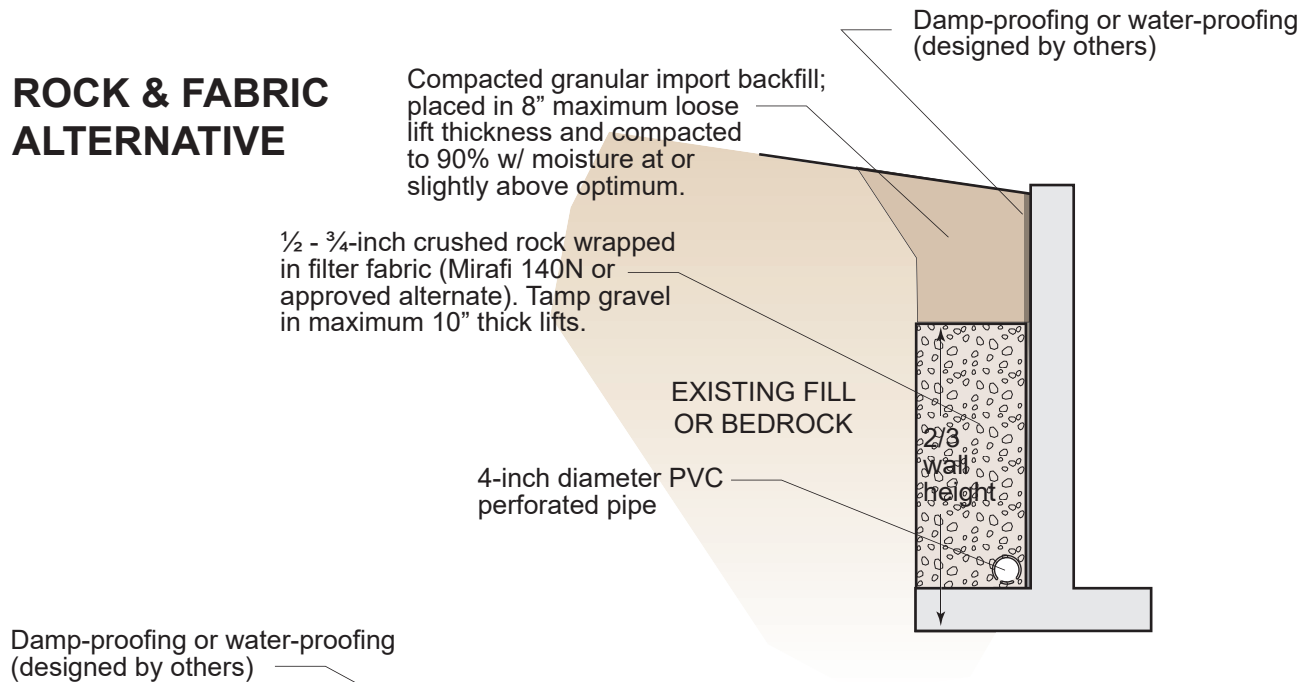 Damp-proofing or water-proofing
(designed by others)
ROCK & FABRIC
ALTERNATIVE
Compacted granular import backfill;
placed in 8” maximum loose
lift thickness and compacted
to 90% w/ moisture at or
slightly above optimum.
½ - ¾-inch crushed rock wrapped
in filter fabric (Mirafi 140N or
approved alternate). Tamp gravel
in maximum 10” thick lifts.
EXISTING FILL
OR BEDROCK
2/3
wall
height
4-inch diameter PVC
perforated pipe
Damp-proofing or water-proofing
(designed by others)